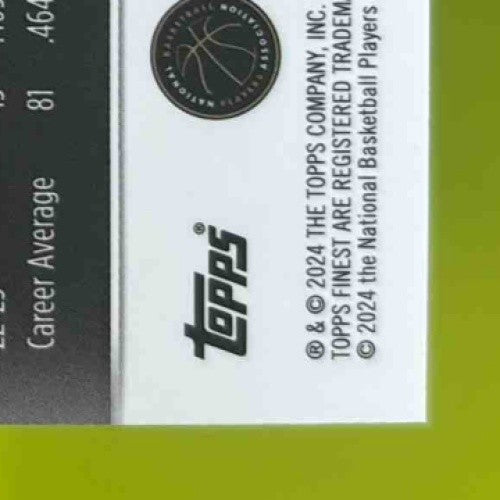 Career Average 81 .464
NATIONAL BASKETBALL PLAYERS ASSOCIATION
topps®
® & © 2024 THE TOPPS COMPANY, INC.
TOPPS FINEST ARE REGISTERED TRADEM
© 2024 the National Basketball Players